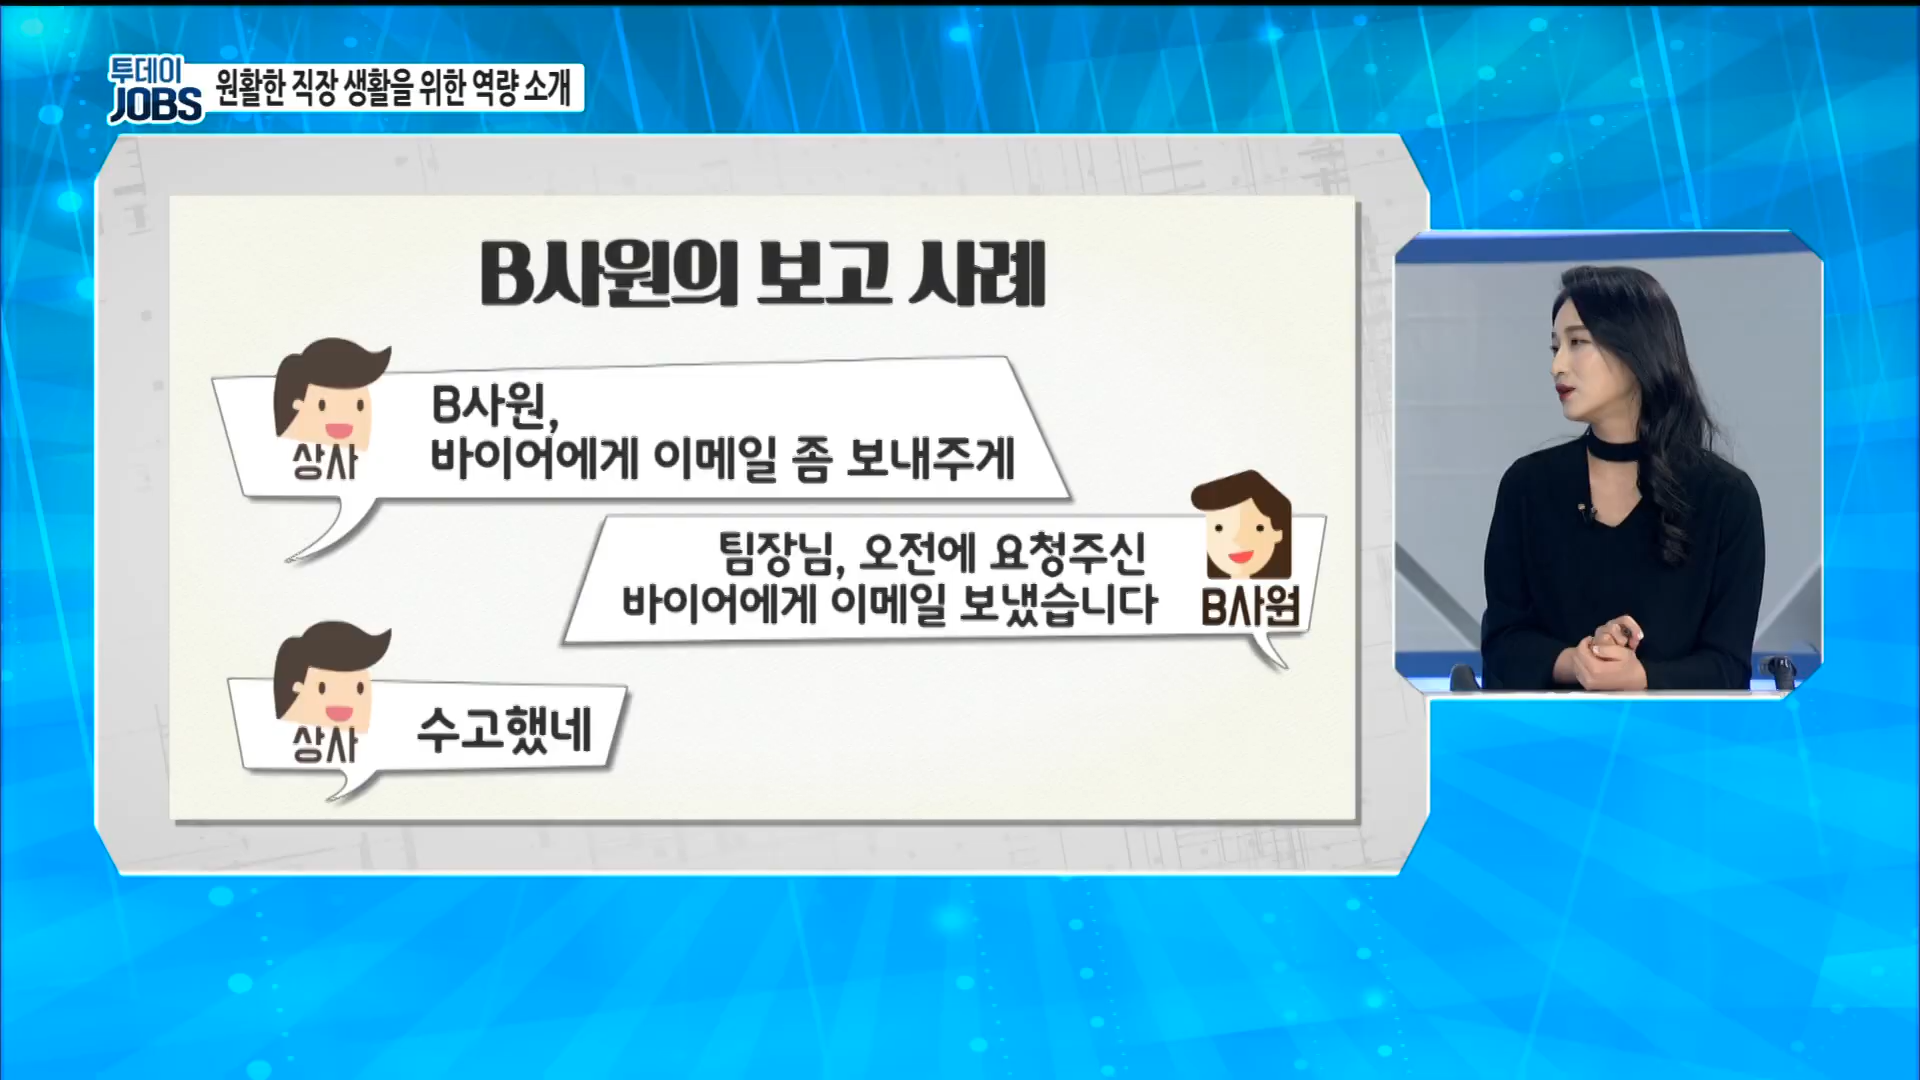 투데이
JOBS
원활한 직장 생활을 위한 역량 소개
B사원의 보고 사례
상사
B사원,
바이어에게 이메일 좀 보내주게
팀장님, 오전에 요청주신
바이어에게 이메일 보냈습니다
B사원
상사
수고했네